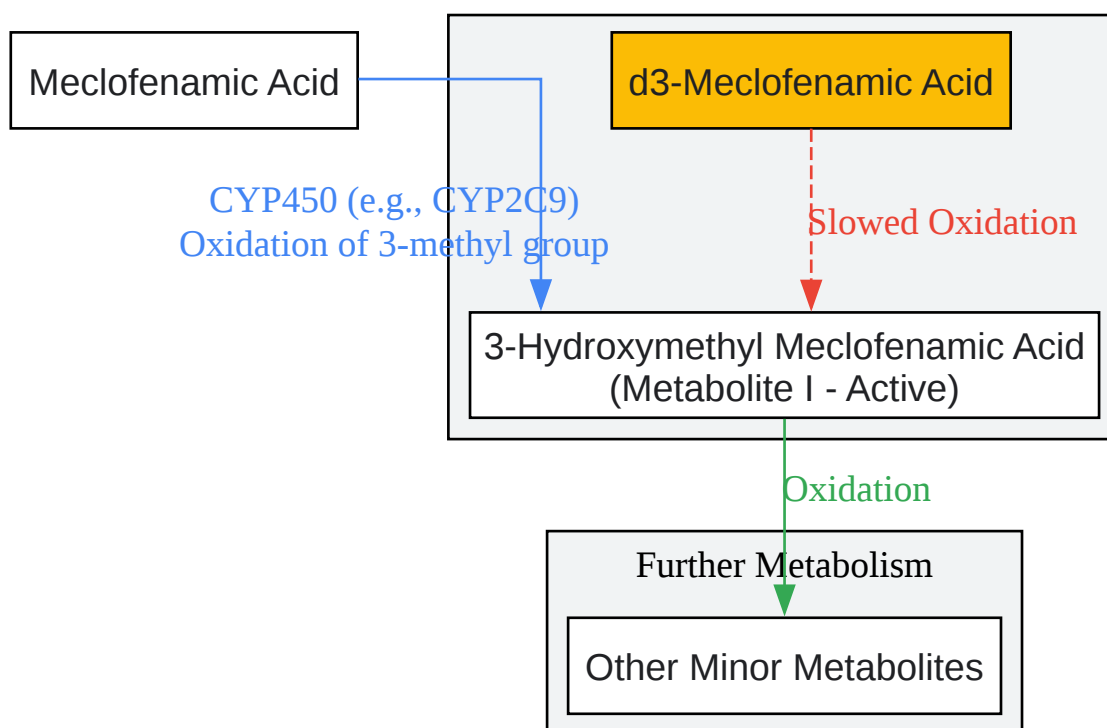 Meclofenamic Acid
d3-Meclofenamic Acid
CYP450 (e.g., CYP2C9)
Oxidation of 3-methyl group
Slowed Oxidation
3-Hydroxymethyl Meclofenamic Acid
(Metabolite I - Active)
Oxidation
Further Metabolism
Other Minor Metabolites